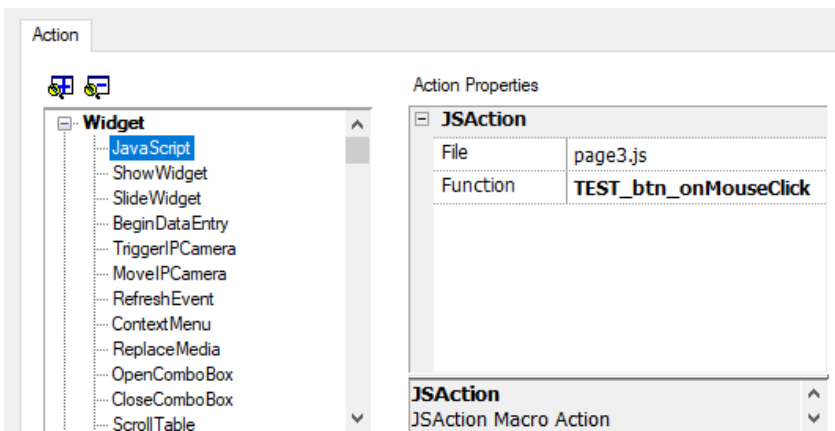 Action
Action Properties
Widget
JavaScript
ShowWidget
SlideWidget
BeginDataEntry
TriggerIPCamera
MoveIPCamera
RefreshEvent
ContextMenu
ReplaceMedia
OpenComboBox
CloseComboBox
ScrollTable
JSAction
File page3.js
Function TEST_btn_onMouseClick
JSAction
JSAction Macro Action